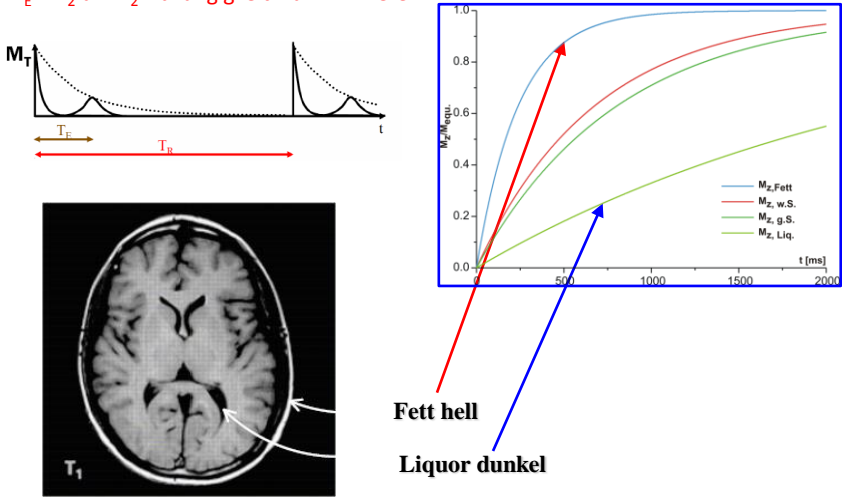 M_T
T_E
T_R
t
1.0
0.8
0.6
0.4
0.2
0.0
M_z/M_equ.
M_z,Fett
M_z, w.S.
M_z, g.S.
M_z, Liq.
t [ms]
0
500
1000
1500
2000
T_1
Fett hell
Liquor dunkel